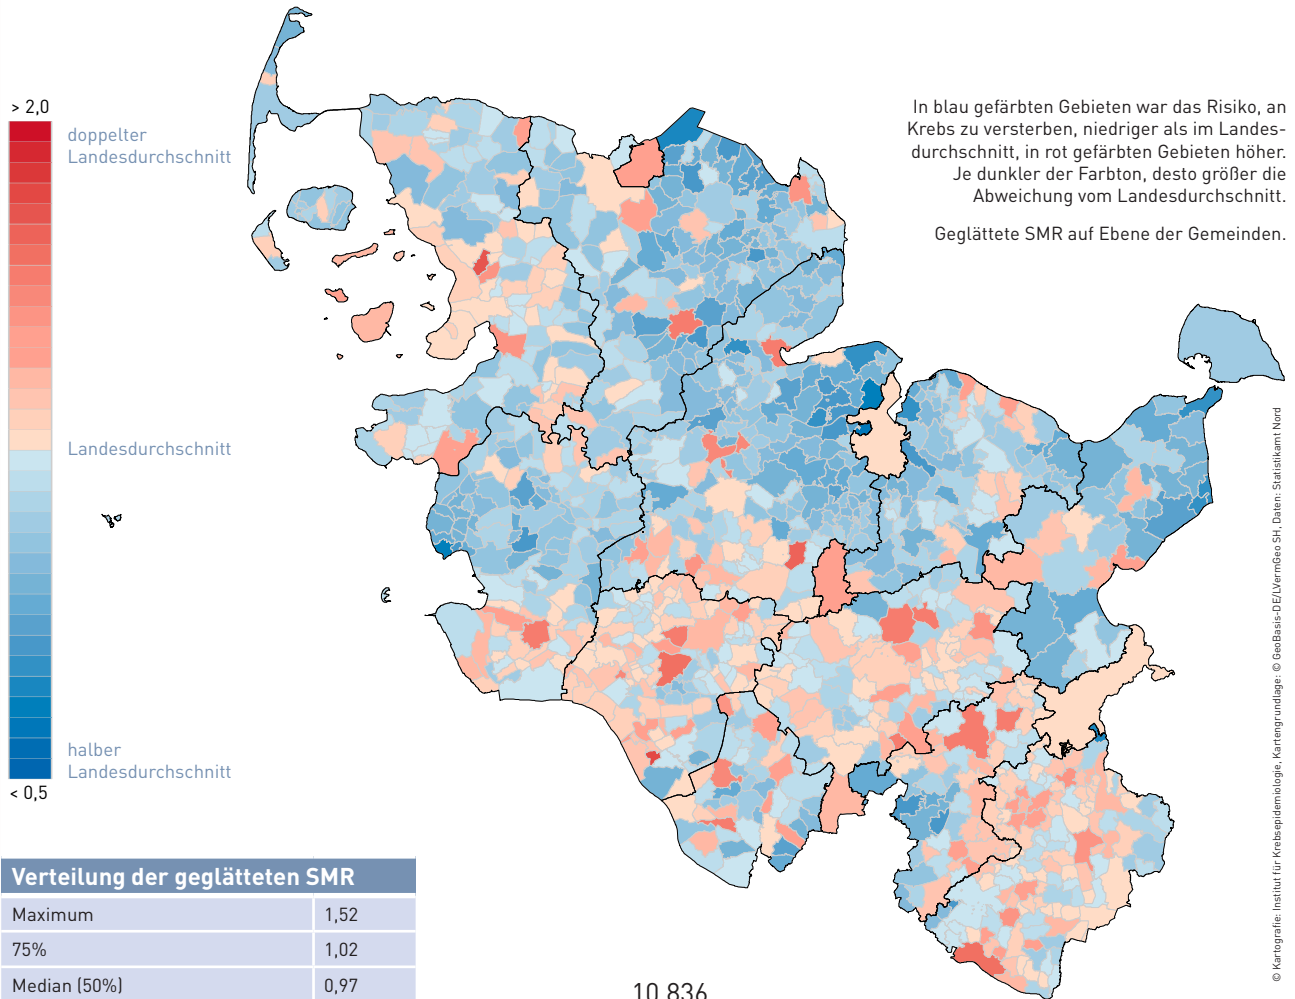 > 2,0
doppelter
Landesdurchschnitt
Landesdurchschnitt
halber
Landesdurchschnitt
< 0,5
In blau gefärbten Gebieten war das Risiko, an
Krebs zu versterben, niedriger als im Landes-
durchschnitt, in rot gefärbten Gebieten höher.
Je dunkler der Farbton, desto größer die
Abweichung vom Landesdurchschnitt.
Geglättete SMR auf Ebene der Gemeinden.
© Kartografie: Institut für Krebsepidemiologie, Kartengrundlage: © GeoBasis-DE/LVermGeo SH, Daten: Statistikamt Nord
Verteilung der geglätteten SMR
Maximum 1,52
75% 1,02
Median (50%) 0,97
10.836